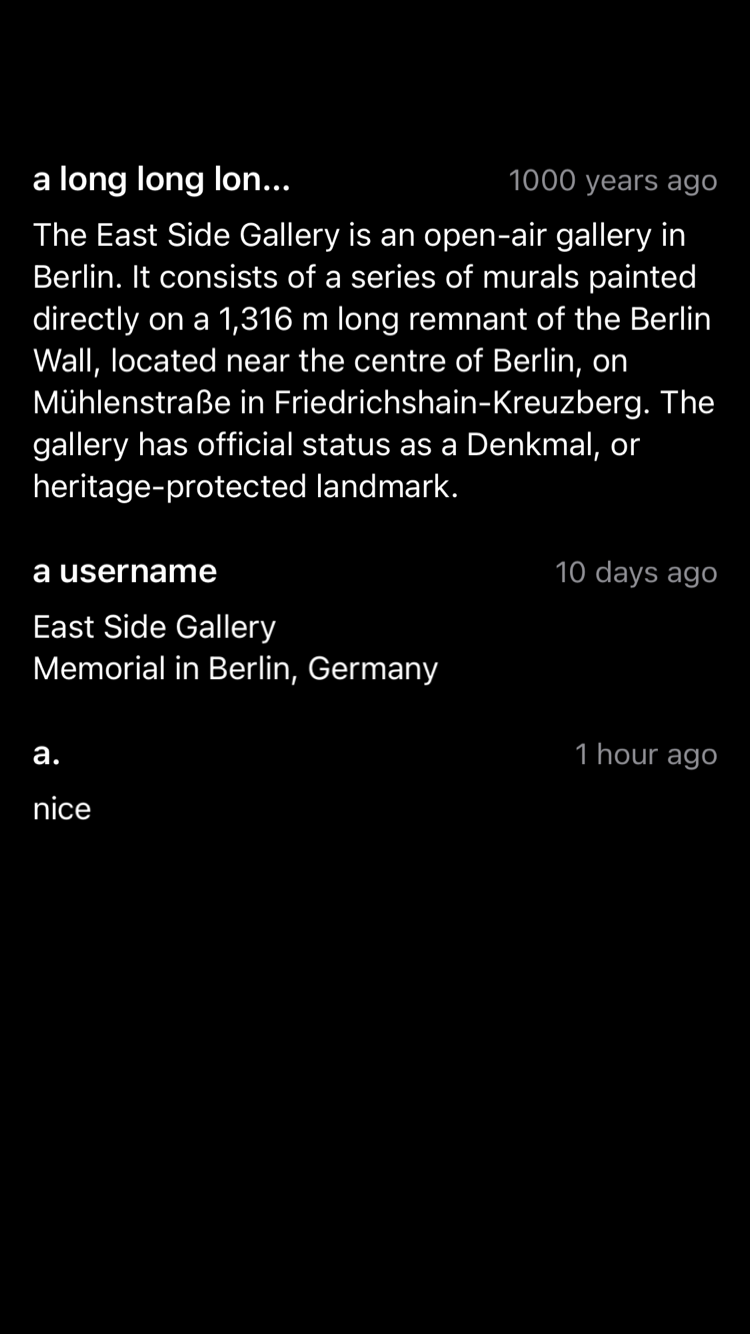 a long long lon... 1000 years ago
The East Side Gallery is an open-air gallery in
Berlin. It consists of a series of murals painted
directly on a 1,316 m long remnant of the Berlin
Wall, located near the centre of Berlin, on
Mühlenstraße in Friedrichshain-Kreuzberg. The
gallery has official status as a Denkmal, or
heritage-protected landmark.
a username 10 days ago
East Side Gallery
Memorial in Berlin, Germany
a. 1 hour ago
nice